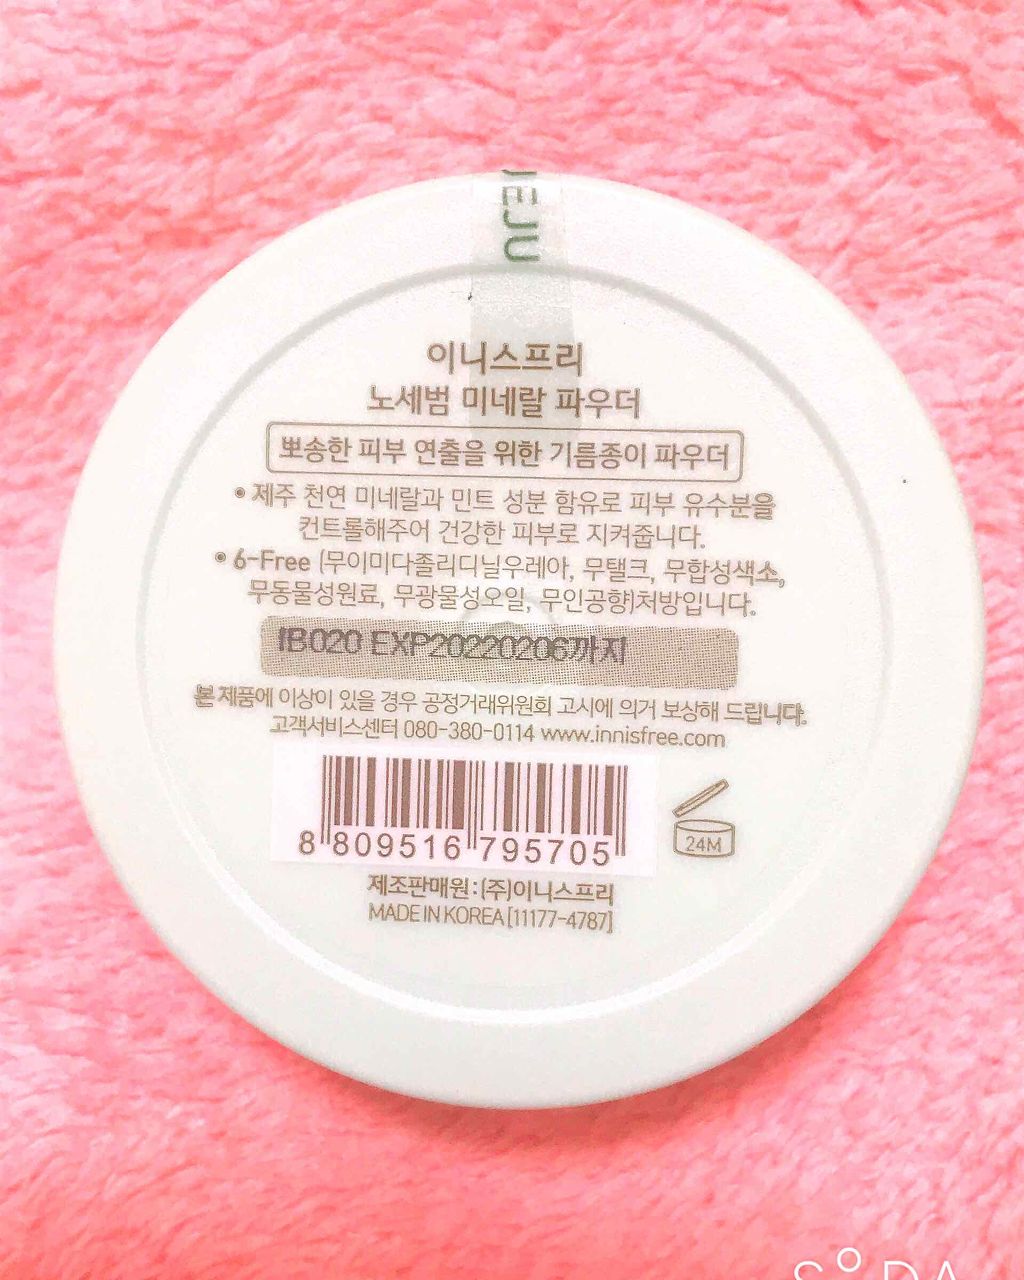 JEJU
이니스프리
노세범 미네랄 파우더
뽀송한 피부 연출을 위한 기름종이 파우더
• 제주 천연 미네랄과 민트 성분 함유로 피부 유수분을
컨트롤해주어 건강한 피부로 지켜줍니다.
• 6-Free (무이미다졸리디닐우레아, 무탤크, 무합성색소,
무동물성원료, 무광물성오일, 무인공향)처방입니다.
IB020 EXP20220206까지
본 제품에 이상이 있을 경우 공정거래위원회 고시에 의거 보상해 드립니다.
고객서비스센터 080-380-0114 www.innisfree.com
8 809516 795705
24M
제조판매원:(주)이니스프리
MADE IN KOREA [11177-4787]